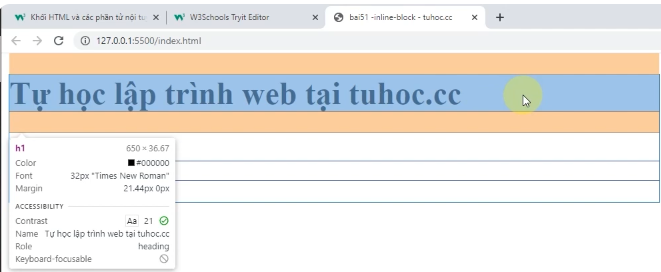 Khối HTML và các phần tử nội tu
W3Schools Tryit Editor
bai51 -inline-block - tuhoc.cc
127.0.0.1:5500/index.html
Tự học lập trình web tại tuhoc.cc
h1 650 × 36.67
Color #000000
Font 32px "Times New Roman"
Margin 21.44px 0px
ACCESSIBILITY
Contrast Aa 21
Name Tự học lập trình web tại tuhoc.cc
Role heading
Keyboard-focusable